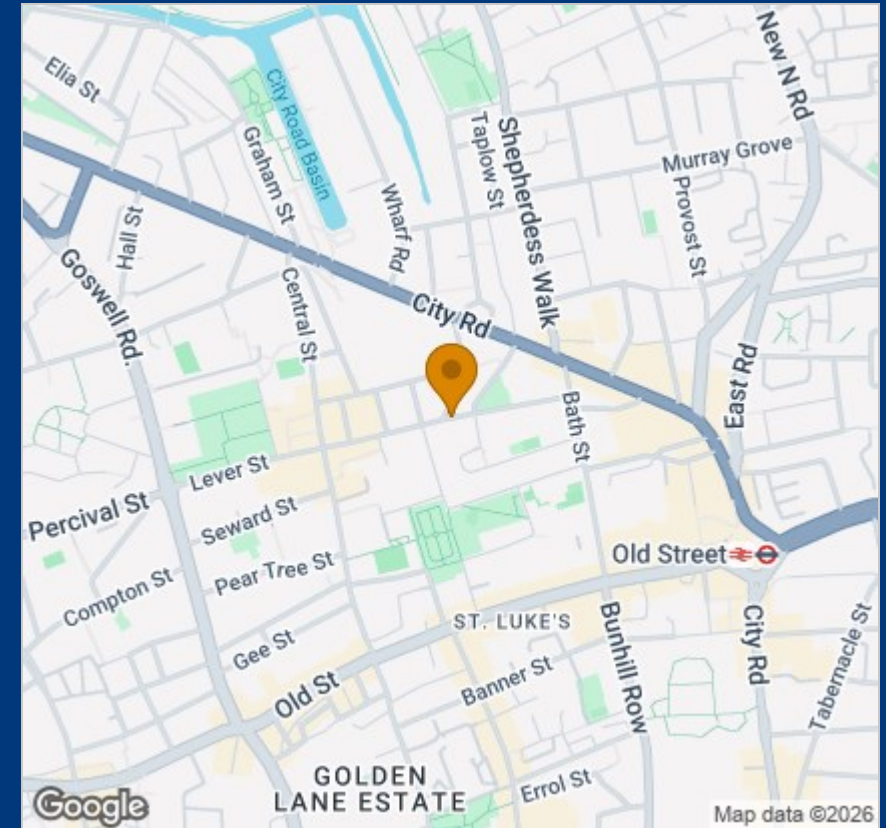 New N Rd
Elia St
City Road Basin
Graham St
Taplow St
Shepherdess Walk
Murray Grove
Wharf Rd
Provost St
Hall St
Goswell Rd.
Central St
City Rd
East Rd
Bath St
Lever St
Percival St
Seward St
Old Street
Pear Tree St
Compton St
ST. LUKE'S
Gee St
Bunhill Row
City Rd
Tabernacle St
Old St
Banner St
GOLDEN
LANE ESTATE
Errol St
Google
Map data ©2026